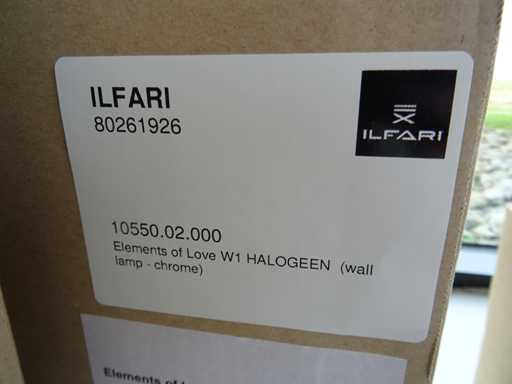 ILFARI
80261926
ILFARI
10550.02.000
Elements of Love W1 HALOGEEN (wall
lamp - chrome)
Elements of